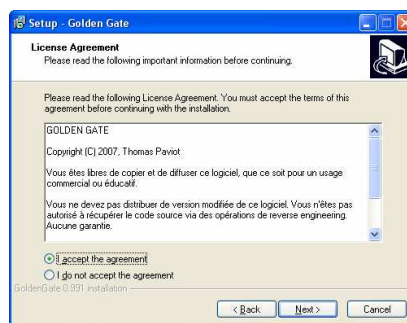 Setup - Golden Gate
License Agreement
Please read the following important information before continuing.
Please read the following License Agreement. You must accept the terms of this
agreement before continuing with the installation.
GOLDEN GATE
Copyright (C) 2007, Thomas Paviot
Vous êtes libres de copier et de diffuser ce logiciel, que ce soit pour un usage
commercial ou éducatif.
Vous ne devez pas distribuer de version modifiée de ce logiciel. Vous n'êtes pas
autorisé à récupérer le code source via des opérations de reverse engineering.
Aucune garantie.
I accept the agreement
I do not accept the agreement
GoldenGate 0.991 installation
< Back
Next >
Cancel